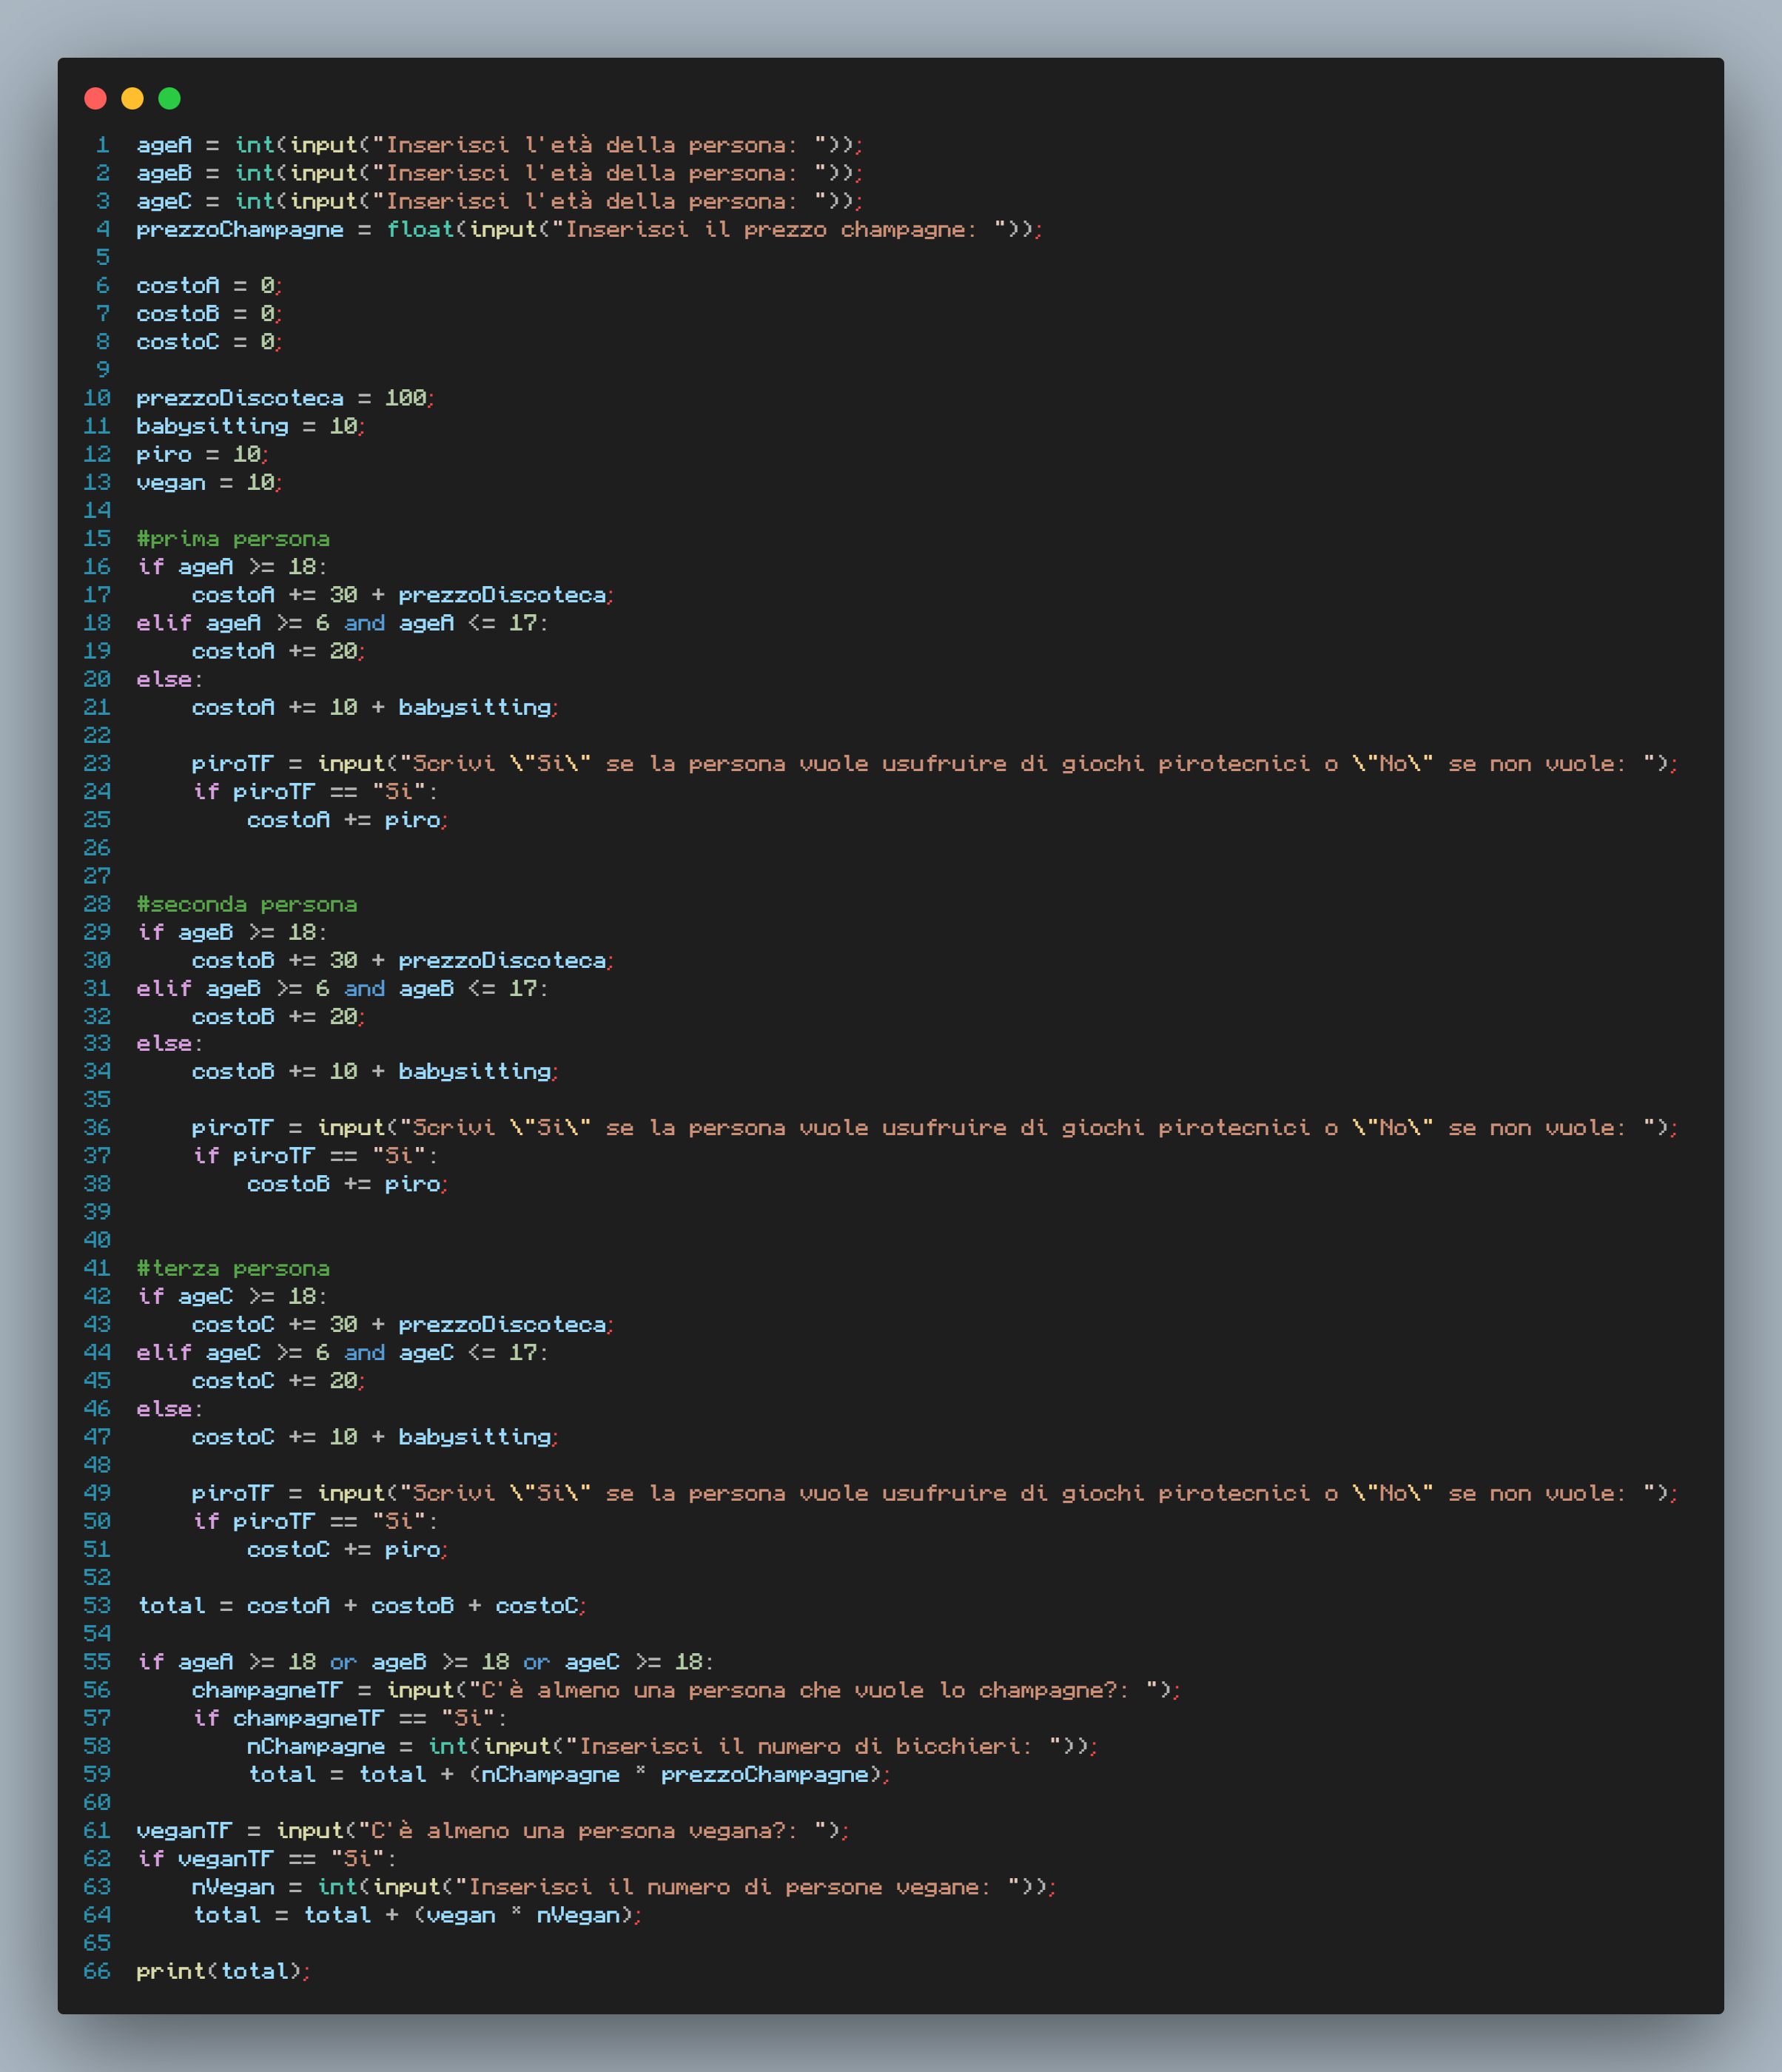 1 ageA = int(input("Inserisci l'età della persona: "));
2 ageB = int(input("Inserisci l'età della persona: "));
3 ageC = int(input("Inserisci l'età della persona: "));
4 prezzoChampagne = float(input("Inserisci il prezzo champagne: "));
5
6 costoA = 0;
7 costoB = 0;
8 costoC = 0;
9
10 prezzoDiscoteca = 100;
11 babysitting = 10;
12 piro = 10;
13 vegan = 10;
14
15 #prima persona
16 if ageA >= 18:
17     costoA += 30 + prezzoDiscoteca;
18 elif ageA >= 6 and ageA <= 17:
19     costoA += 20;
20 else:
21     costoA += 10 + babysitting;
22
23     piroTF = input("Scrivi \"Si\" se la persona vuole usufruire di giochi pirotecnici o \"No\" se non vuole: ");
24     if piroTF == "Si":
25         costoA += piro;
26
27
28 #seconda persona
29 if ageB >= 18:
30     costoB += 30 + prezzoDiscoteca;
31 elif ageB >= 6 and ageB <= 17:
32     costoB += 20;
33 else:
34     costoB += 10 + babysitting;
35
36     piroTF = input("Scrivi \"Si\" se la persona vuole usufruire di giochi pirotecnici o \"No\" se non vuole: ");
37     if piroTF == "Si":
38         costoB += piro;
39
40
41 #terza persona
42 if ageC >= 18:
43     costoC += 30 + prezzoDiscoteca;
44 elif ageC >= 6 and ageC <= 17:
45     costoC += 20;
46 else:
47     costoC += 10 + babysitting;
48
49     piroTF = input("Scrivi \"Si\" se la persona vuole usufruire di giochi pirotecnici o \"No\" se non vuole: ");
50     if piroTF == "Si":
51         costoC += piro;
52
53 total = costoA + costoB + costoC;
54
55 if ageA >= 18 or ageB >= 18 or ageC >= 18:
56     champagneTF = input("C'è almeno una persona che vuole lo champagne?: ");
57     if champagneTF == "Si":
58         nChampagne = int(input("Inserisci il numero di bicchieri: "));
59         total = total + (nChampagne * prezzoChampagne);
60
61 veganTF = input("C'è almeno una persona vegana?: ");
62 if veganTF == "Si":
63     nVegan = int(input("Inserisci il numero di persone vegane: "));
64     total = total + (vegan * nVegan);
65
66 print(total);